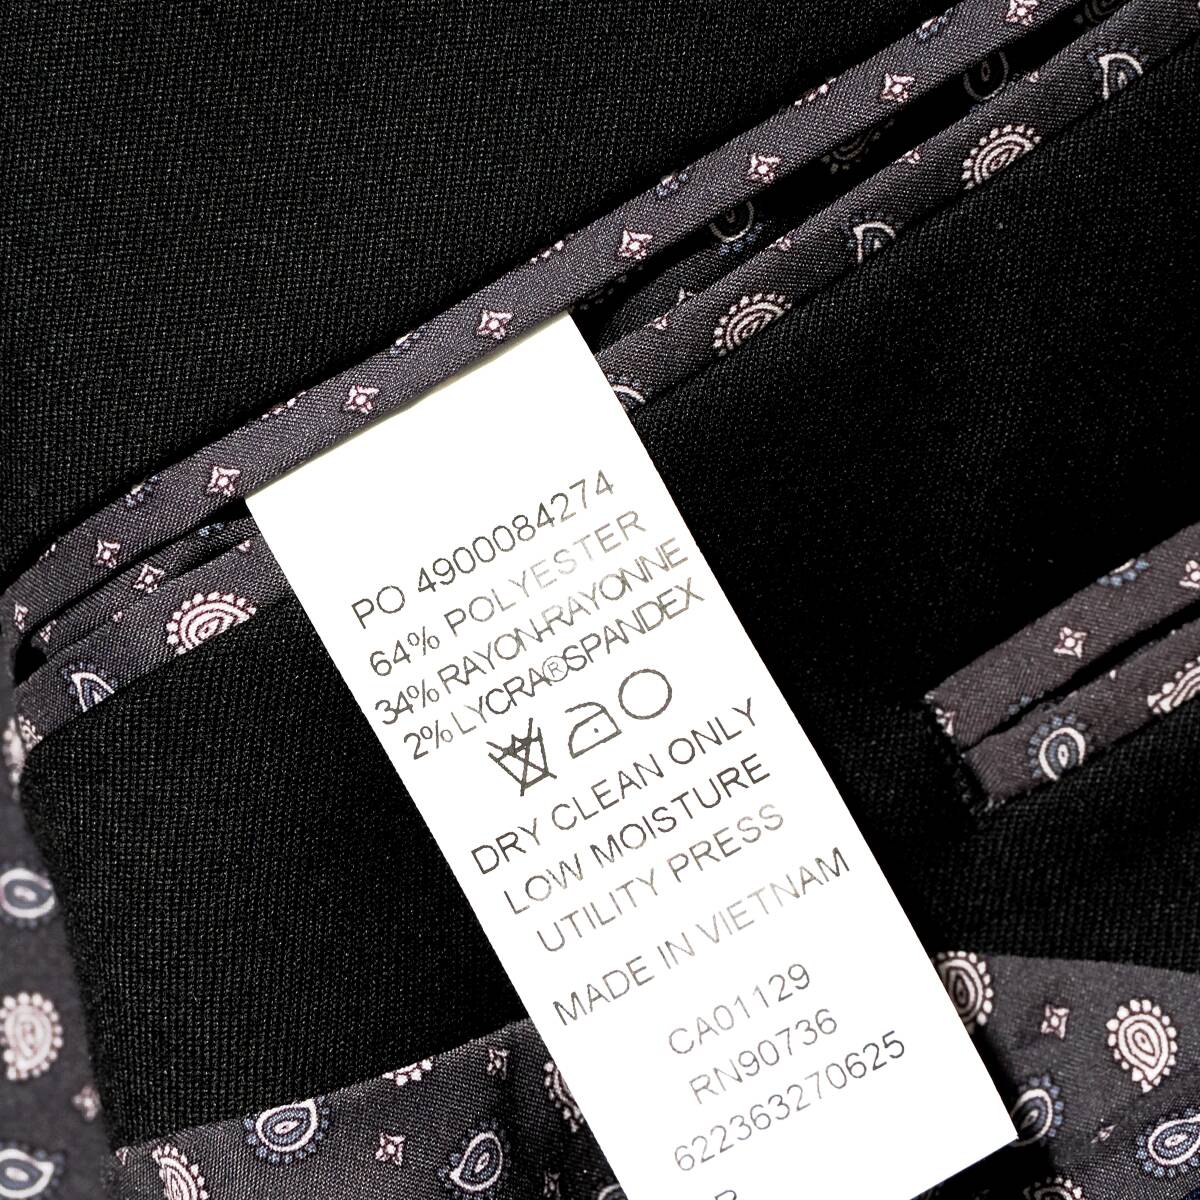 PO 4900084274
64% POLYESTER
34% RAYON-RAYONNE
2% LYCRA®SPANDEX
DRY CLEAN ONLY
LOW MOISTURE
UTILITY PRESS
MADE IN VIETNAM
CA01129
RN90736
622363270625